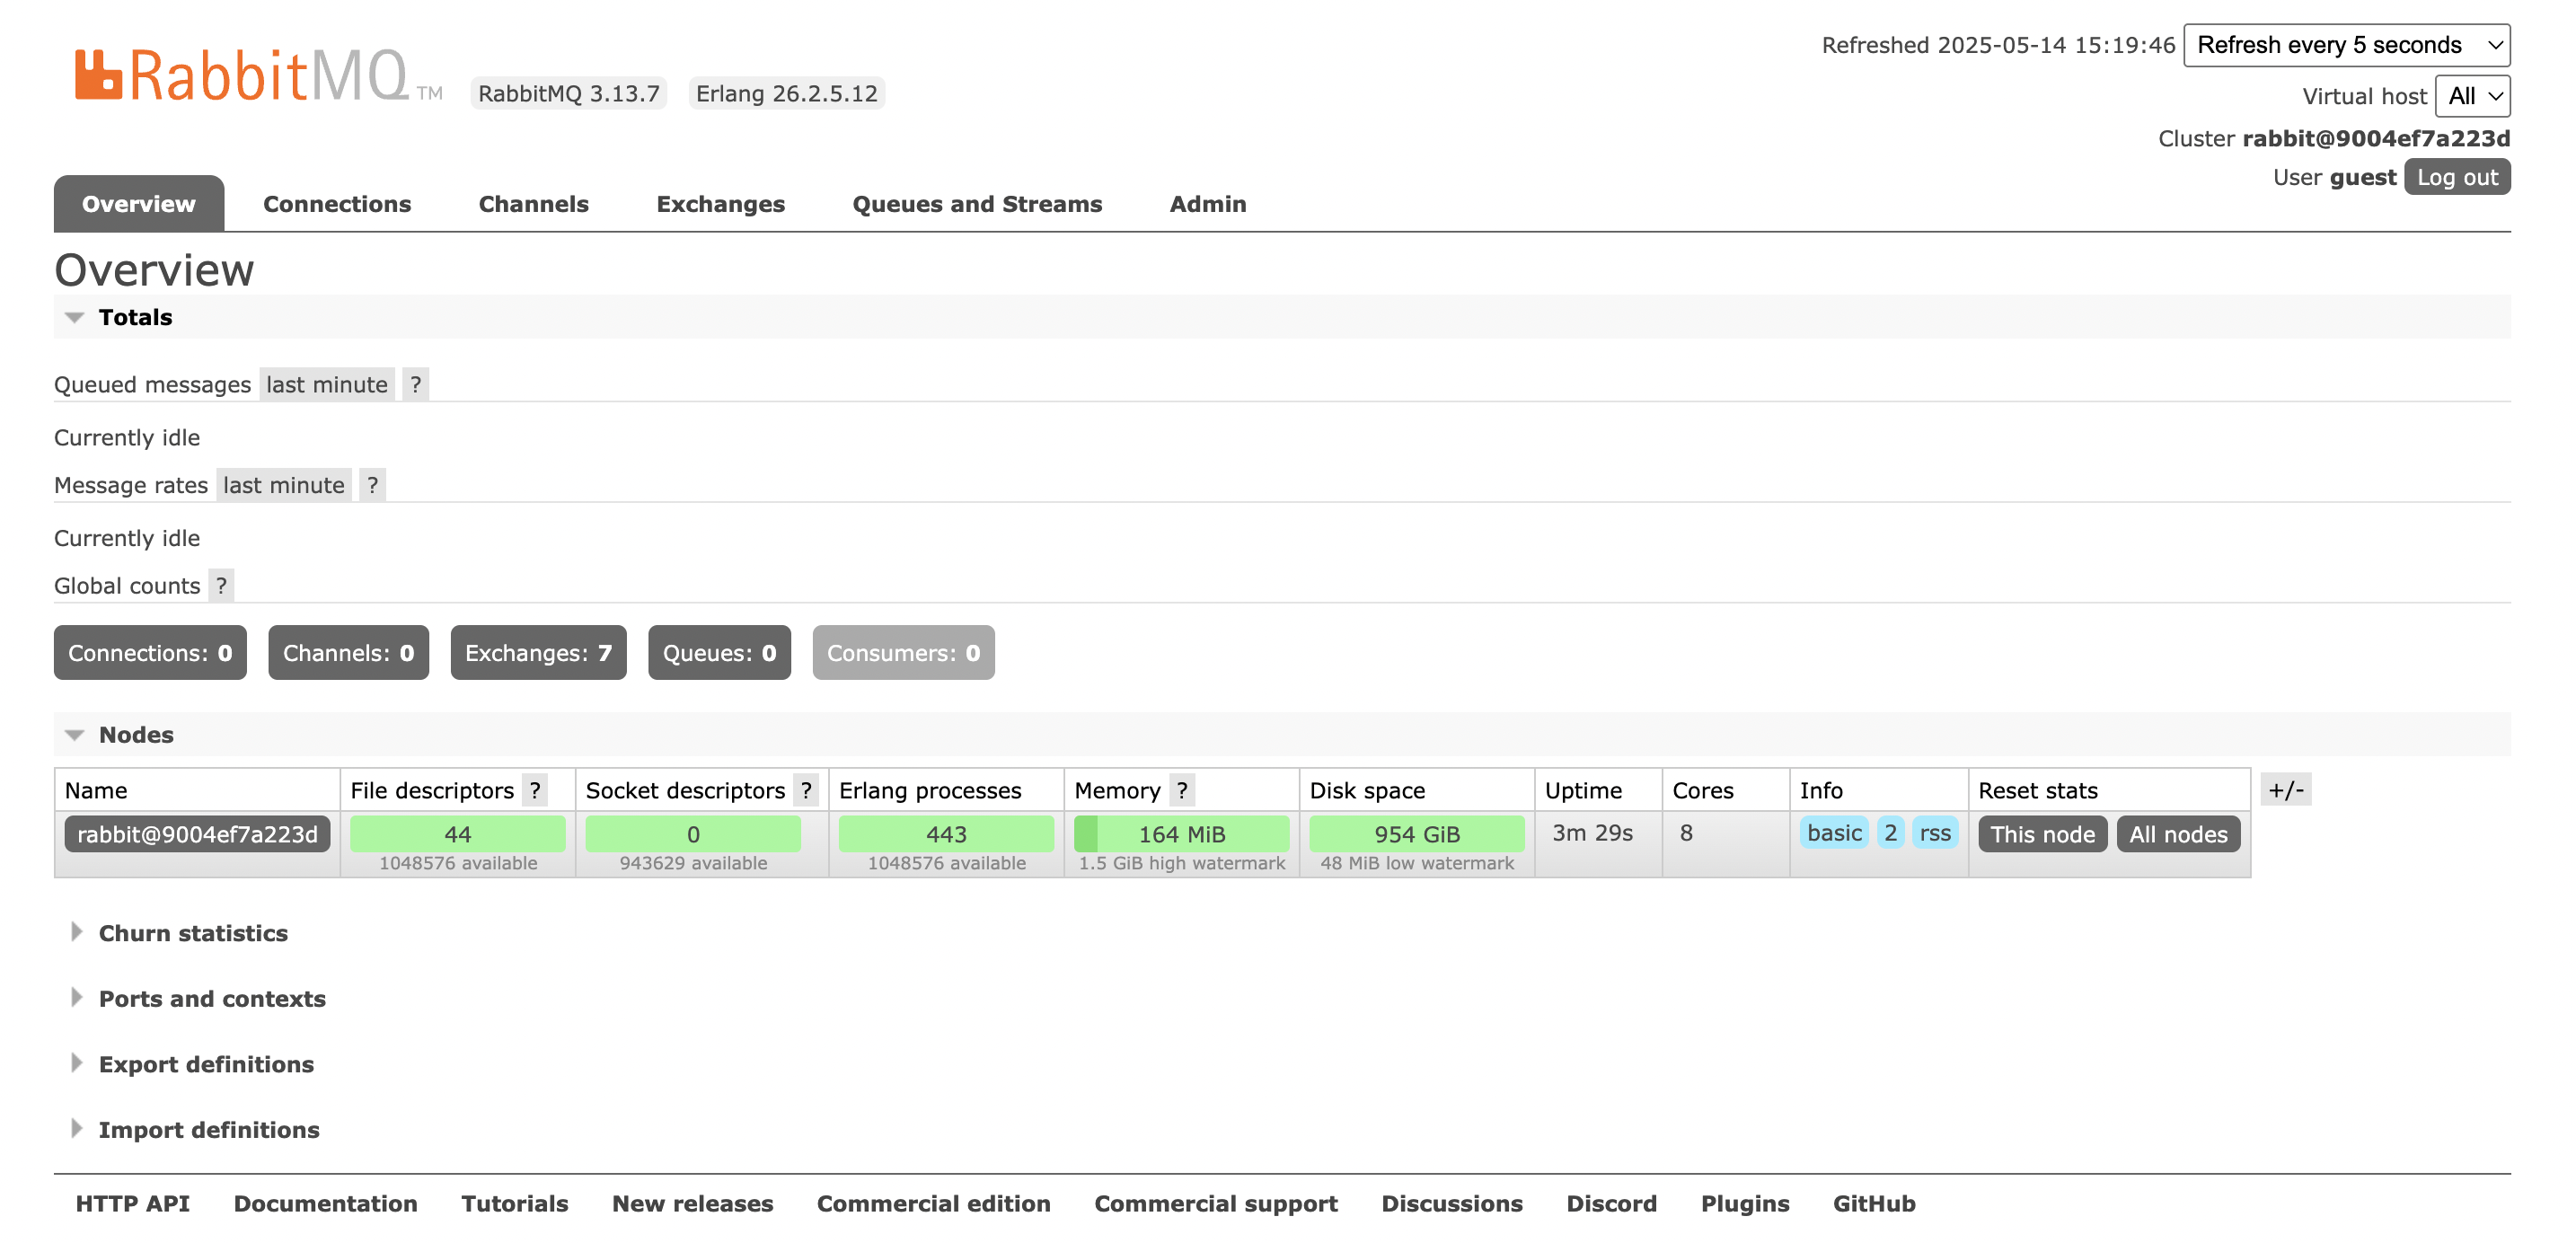 RabbitMQ TM RabbitMQ 3.13.7 Erlang 26.2.5.12
Refreshed 2025-05-14 15:19:46 Refresh every 5 seconds
Virtual host All
Cluster rabbit@9004ef7a223d
User guest Log out
Overview Connections Channels Exchanges Queues and Streams Admin
Overview
Totals
Queued messages last minute ?
Currently idle
Message rates last minute ?
Currently idle
Global counts ?
Connections: 0 Channels: 0 Exchanges: 7 Queues: 0 Consumers: 0
Nodes
Name File descriptors ? Socket descriptors ? Erlang processes Memory ? Disk space Uptime Cores Info Reset stats +/-
rabbit@9004ef7a223d 44 0 443 164 MiB 954 GiB 3m 29s 8 basic 2 rss This node All nodes
1048576 available 943629 available 1048576 available 1.5 GiB high watermark 48 MiB low watermark
Churn statistics
Ports and contexts
Export definitions
Import definitions
HTTP API Documentation Tutorials New releases Commercial edition Commercial support Discussions Discord Plugins GitHub